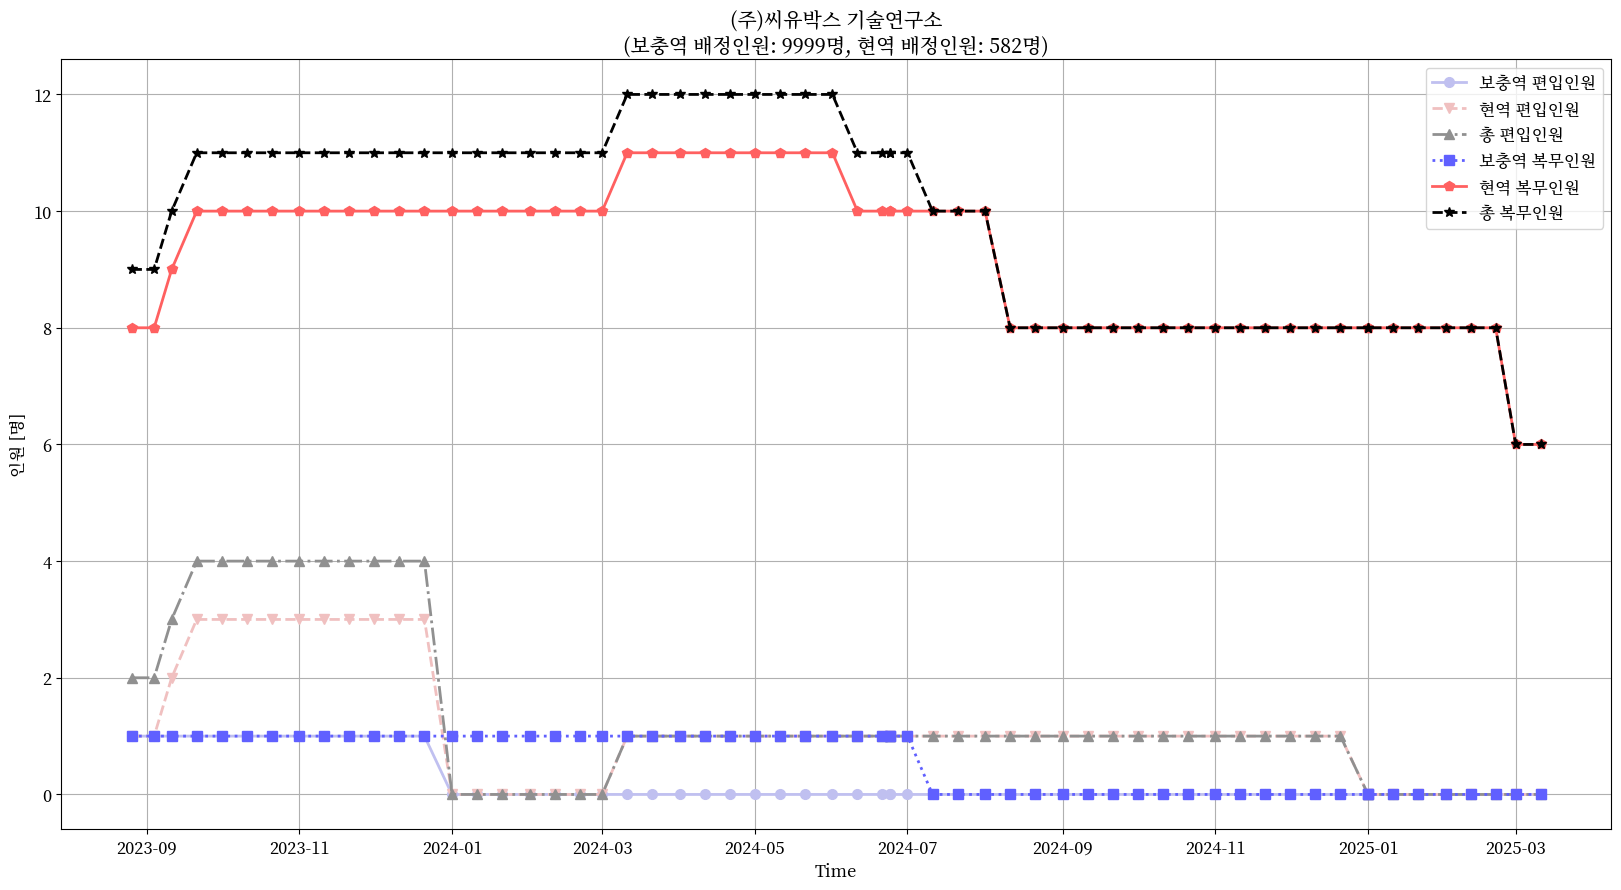 (주)씨유박스 기술연구소
(보충역 배정인원: 9999명, 현역 배정인원: 582명)
보충역 편입인원
현역 편입인원
총 편입인원
보충역 복무인원
현역 복무인원
총 복무인원
인원 [명]
12
10
8
6
4
2
0
2023-09
2023-11
2024-01
2024-03
2024-05
2024-07
2024-09
2024-11
2025-01
2025-03
Time